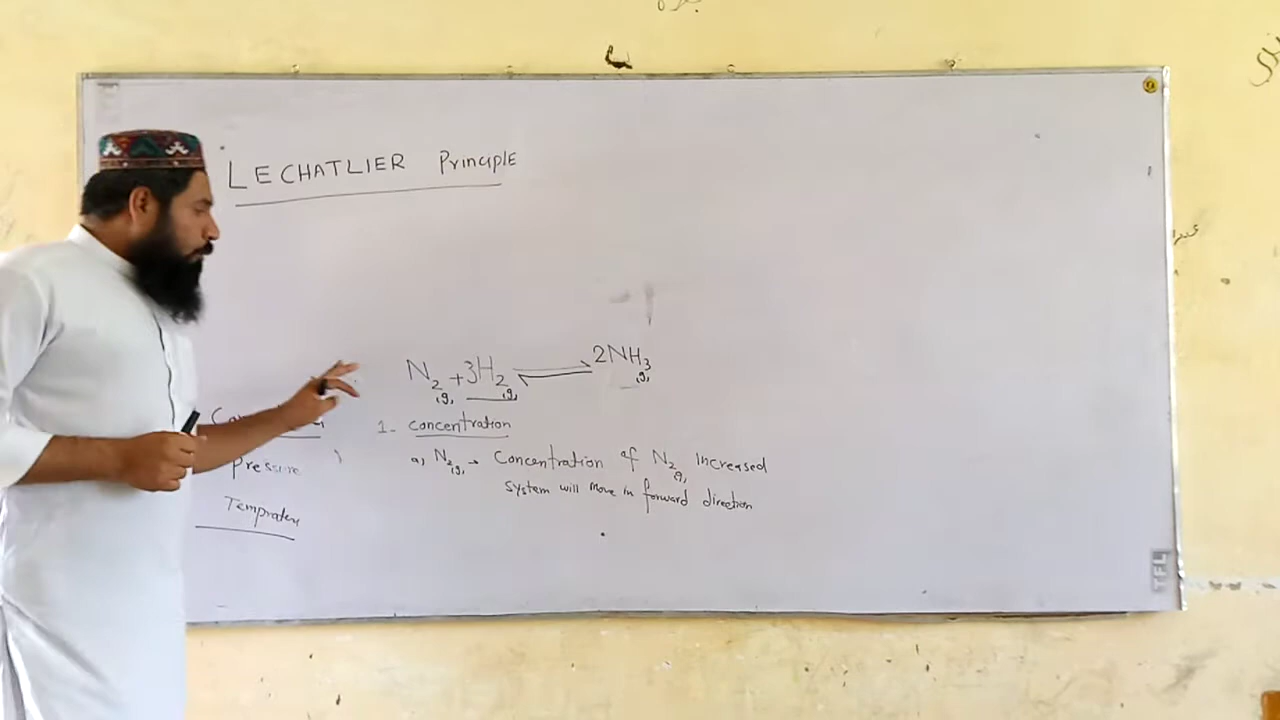 LECHATLIER Principle
N2(g) + 3H2(g) ⇌ 2NH3(g)
1- concentration
a, N2(g) → Concentration of N2(g) Increased
system will move in forward direction
pressure
Temprature